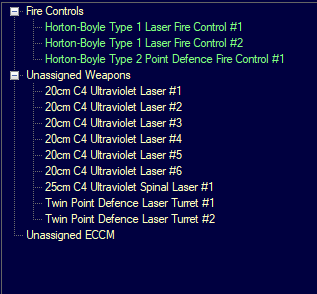 Fire Controls
Horton-Boyle Type 1 Laser Fire Control #1
Horton-Boyle Type 1 Laser Fire Control #2
Horton-Boyle Type 2 Point Defence Fire Control #1
Unassigned Weapons
20cm C4 Ultraviolet Laser #1
20cm C4 Ultraviolet Laser #2
20cm C4 Ultraviolet Laser #3
20cm C4 Ultraviolet Laser #4
20cm C4 Ultraviolet Laser #5
20cm C4 Ultraviolet Laser #6
25cm C4 Ultraviolet Spinal Laser #1
Twin Point Defence Laser Turret #1
Twin Point Defence Laser Turret #2
Unassigned ECCM